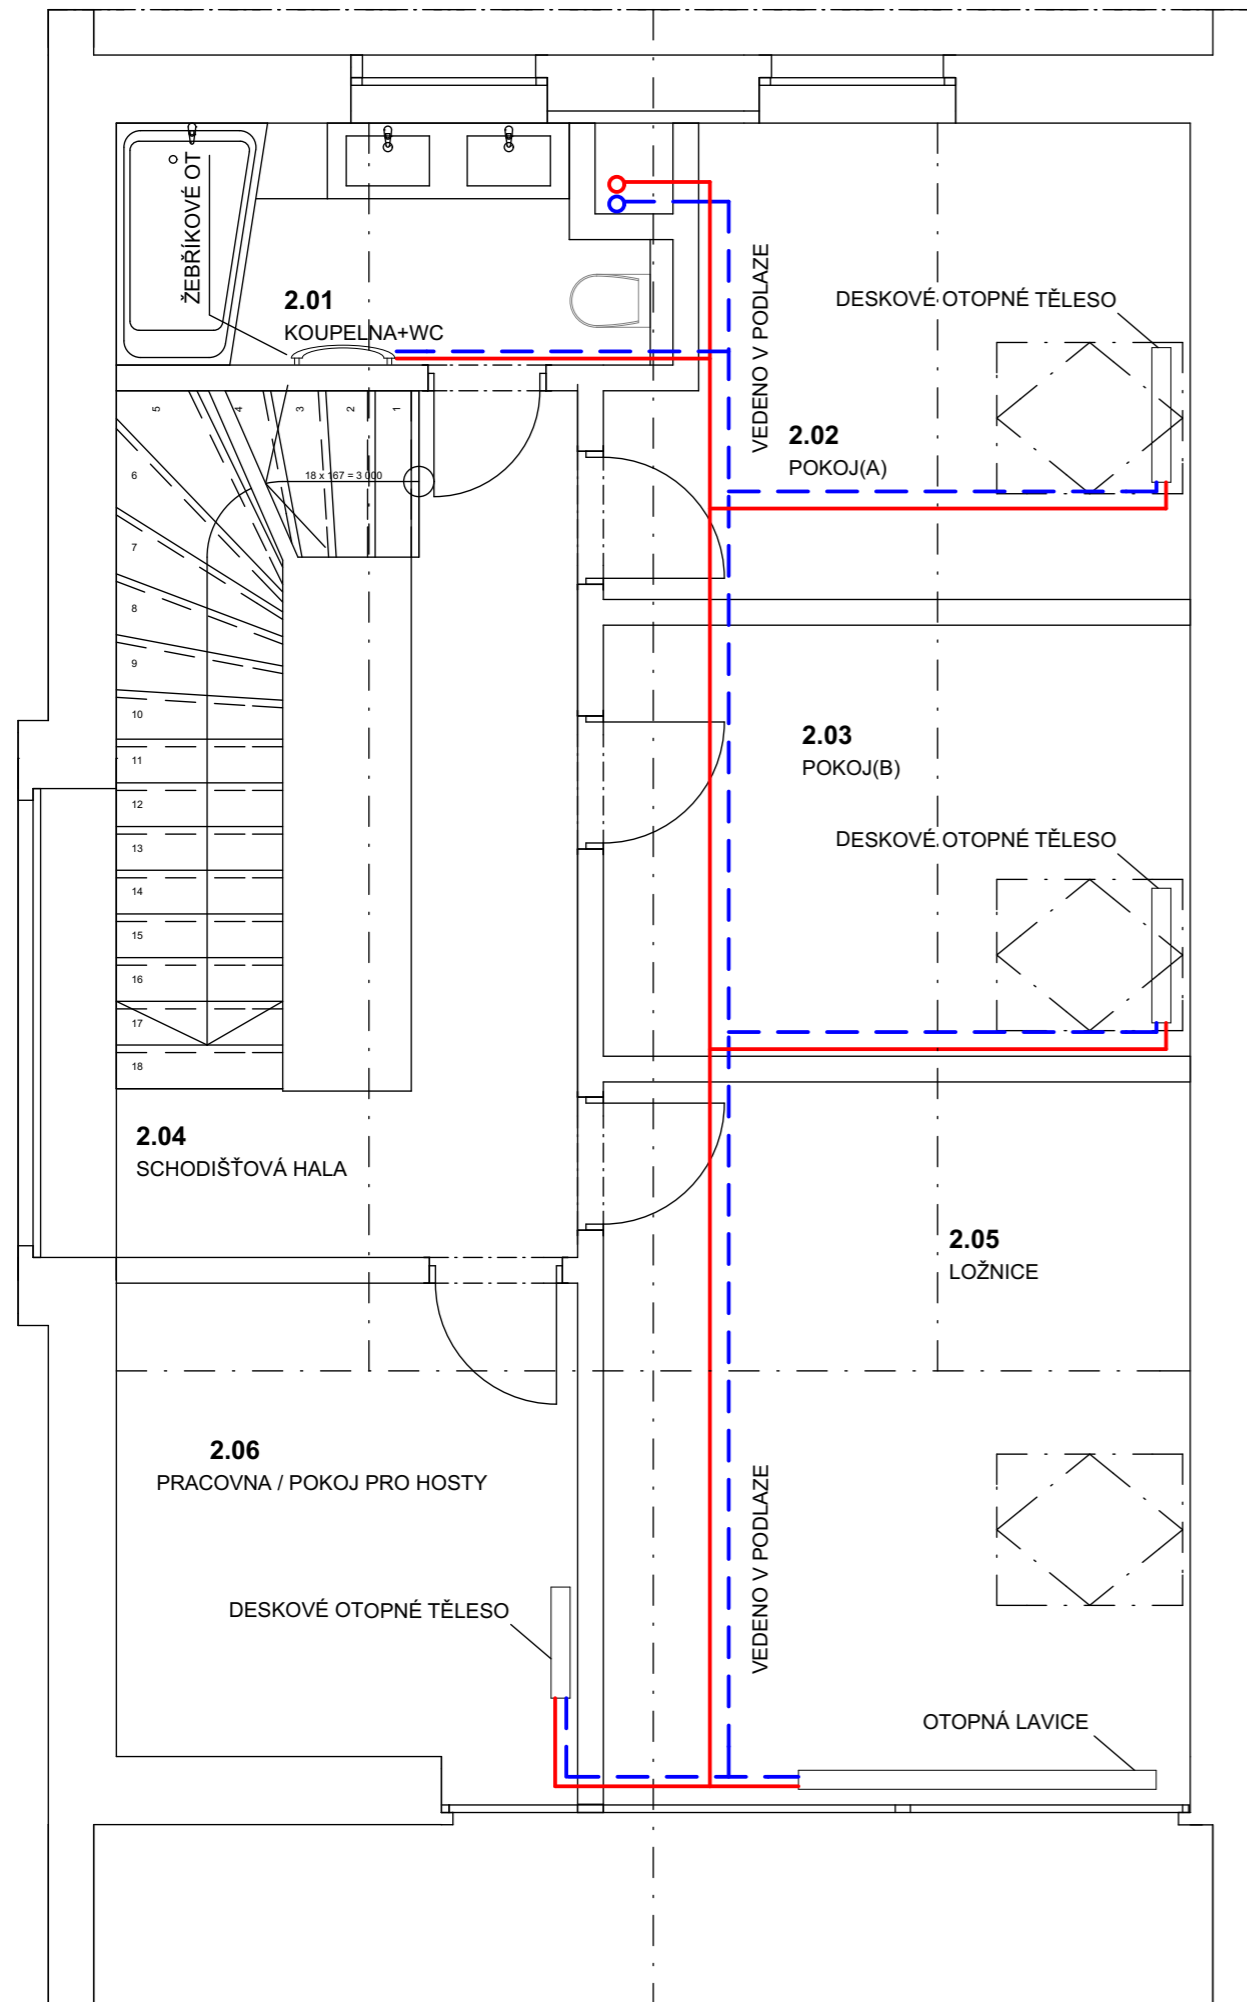 ŽEBŘÍKOVÉ OT
2.01
KOUPELNA+WC
VEDENO V PODLAZE
DESKOVÉ OTOPNÉ TĚLESO
2.02
POKOJ(A)
5
4
3
2
1
18 x 167 = 3 000
6
7
8
9
10
11
12
13
14
15
16
17
18
2.03
POKOJ(B)
DESKOVÉ OTOPNÉ TĚLESO
2.04
SCHODIŠŤOVÁ HALA
2.05
LOŽNICE
2.06
PRACOVNA / POKOJ PRO HOSTY
VEDENO V PODLAZE
DESKOVÉ OTOPNÉ TĚLESO
OTOPNÁ LAVICE